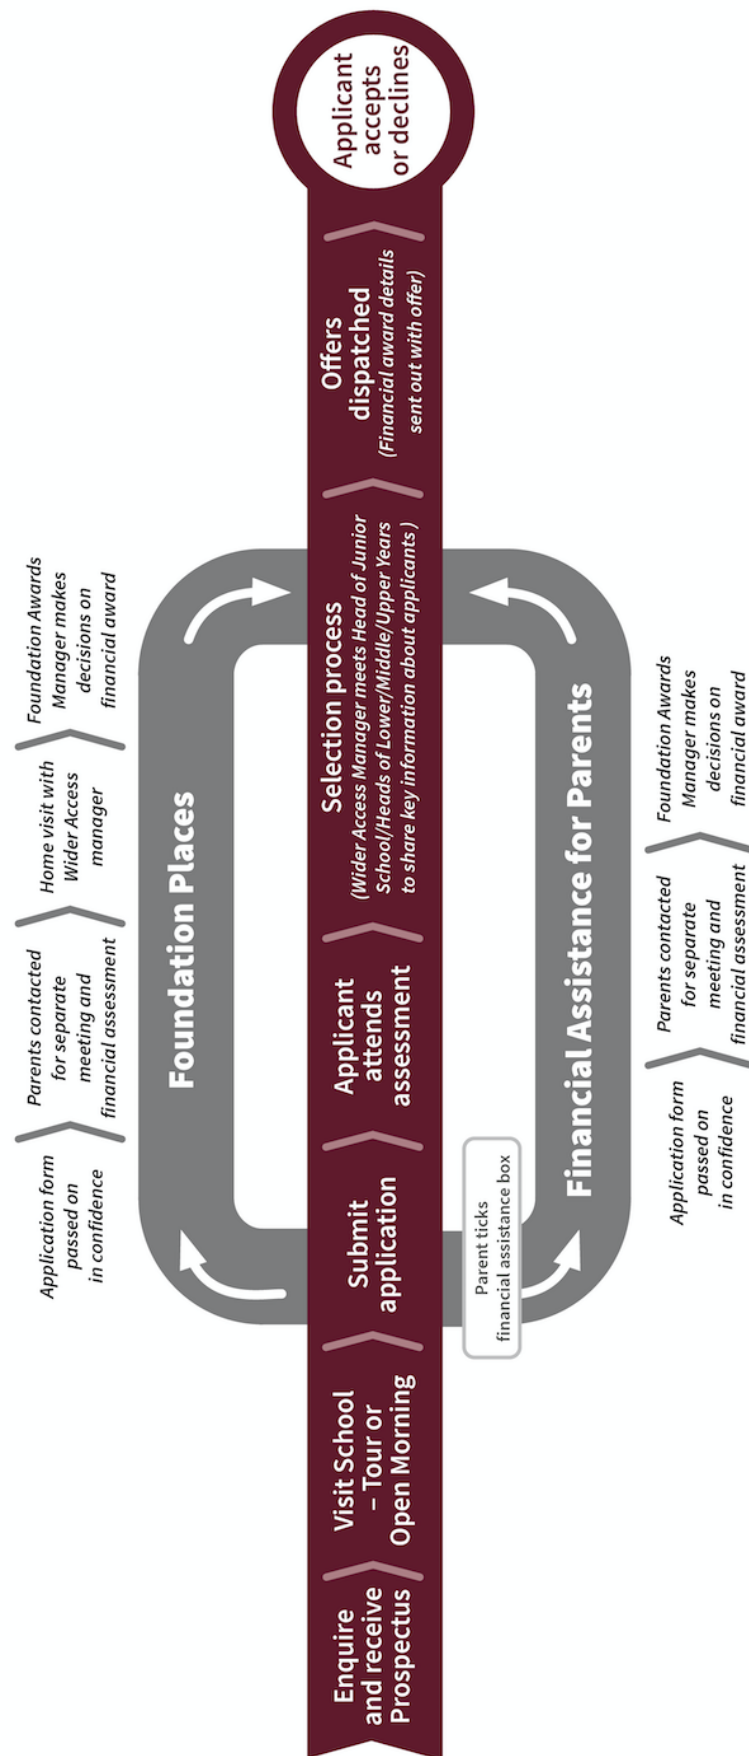 Application form
passed on
in confidence
Parents contacted
for separate
meeting and
financial assessment
Home visit with
Wider Access
manager
Foundation Awards
Manager makes
decisions on
financial award
Foundation Places
Enquire
and receive
Prospectus
Visit School
– Tour or
Open Morning
Submit
application
Applicant
attends
assessment
Selection process
(Wider Access Manager meets Head of Junior
School/Heads of Lower/Middle/Upper Years
to share key information about applicants )
Offers
dispatched
(Financial award details
sent out with offer)
Applicant
accepts
or declines
Parent ticks
financial assistance box
Financial Assistance for Parents
Application form
passed on
in confidence
Parents contacted
for separate
meeting and
financial assessment
Foundation Awards
Manager makes
decisions on
financial award